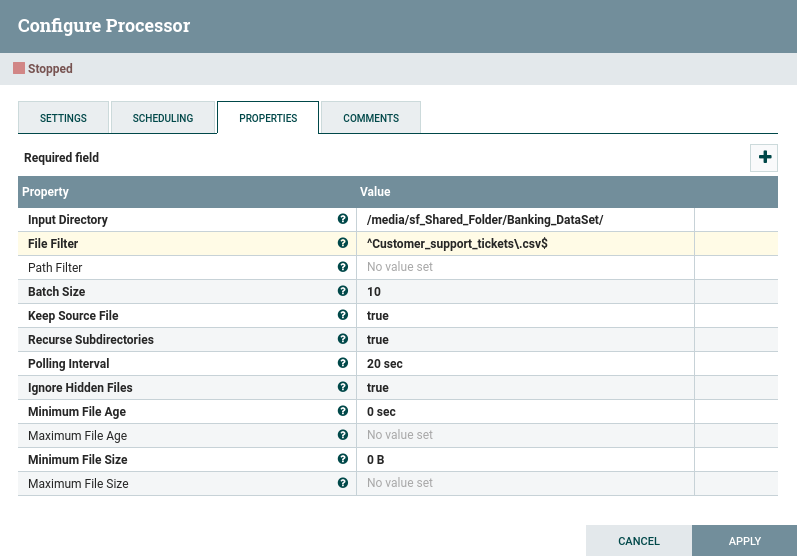 Configure Processor
Stopped
SETTINGS SCHEDULING PROPERTIES COMMENTS
Required field
Property Value
Input Directory /media/sf_Shared_Folder/Banking_DataSet/
File Filter ^Customer_support_tickets\.csv$
Path Filter No value set
Batch Size 10
Keep Source File true
Recurse Subdirectories true
Polling Interval 20 sec
Ignore Hidden Files true
Minimum File Age 0 sec
Maximum File Age No value set
Minimum File Size 0 B
Maximum File Size No value set
CANCEL APPLY